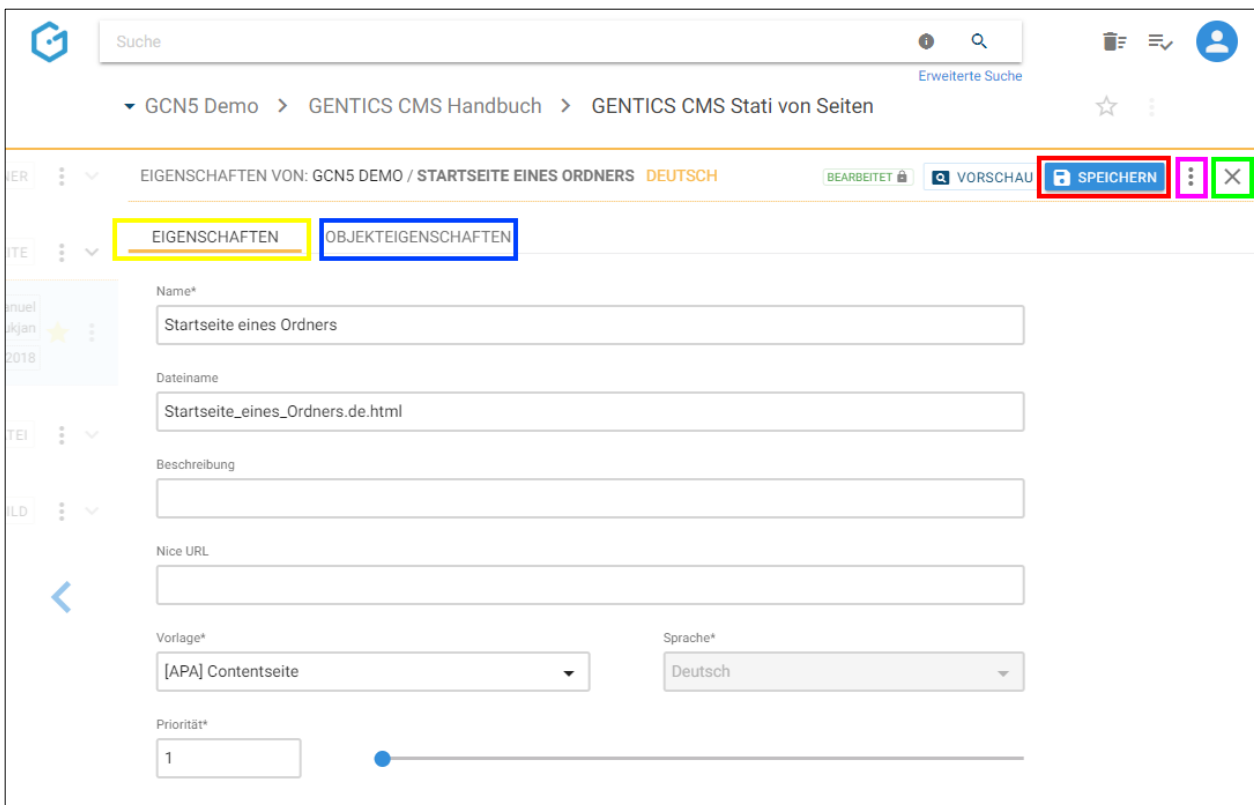 Suche
Erweiterte Suche
GCN5 Demo > GENTICS CMS Handbuch > GENTICS CMS Stati von Seiten
EIGENSCHAFTEN VON: GCN5 DEMO / STARTSEITE EINES ORDNERS DEUTSCH BEARBEITET VORSCHAU SPEICHERN
EIGENSCHAFTEN OBJEKTEIGENSCHAFTEN
2018
Name*
Startseite eines Ordners
Dateiname
Startseite_eines_Ordners.de.html
Beschreibung
Nice URL
Vorlage* Sprache*
[APA] Contentseite Deutsch
Priorität*
1